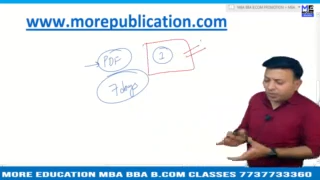 www.morepublication.com
PDF
1
7 days
MORE EDUCATION MBA BBA B.COM CLASSES 7737733360